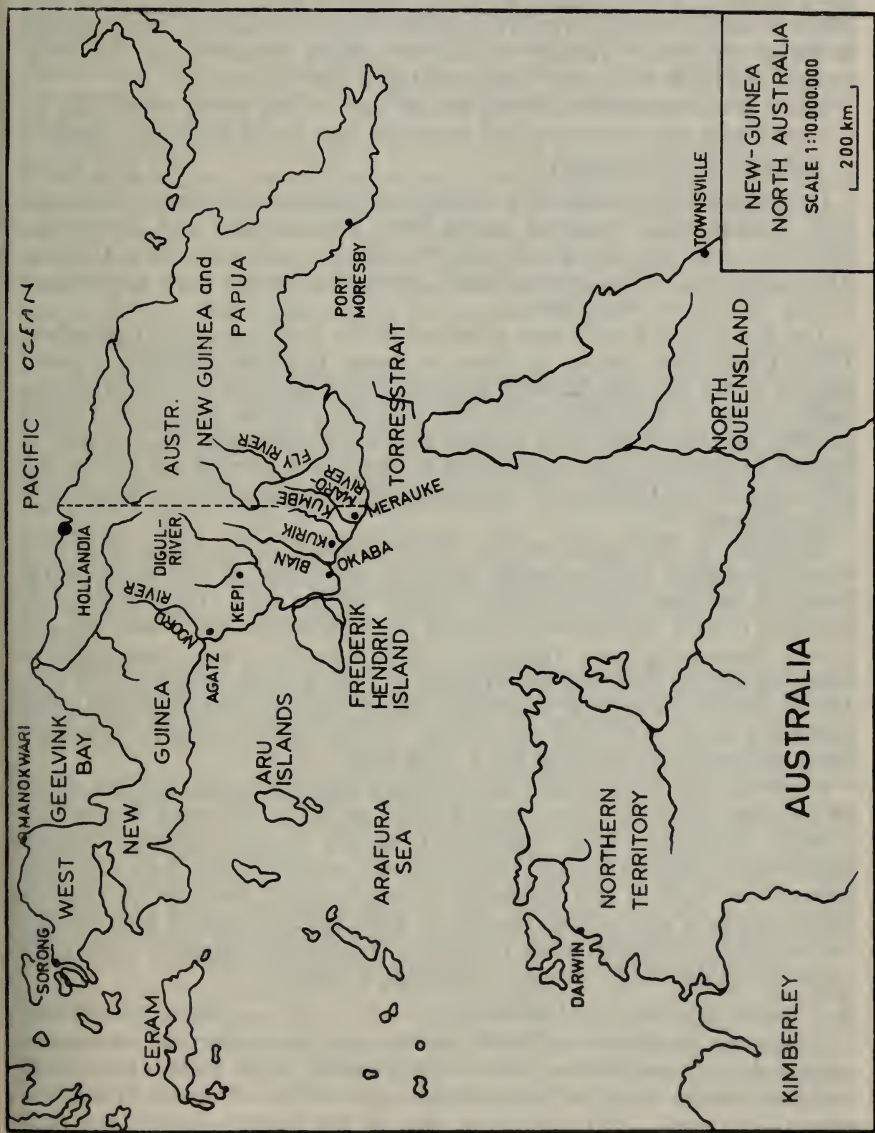 PACIFIC OCEAN
MANOKWARI
SORONG
WEST
NEW
GUINEA
GEELVINK
BAY
HOLLANDIA
AUSTR.
NEW GUINEA and
PAPUA
CERAM
NOORD
RIVER
DIGUL-
RIVER
FLY RIVER
AGATZ
KEPI
BIAN
KURIK
KUMBE
MARO-
RIVER
OKABA
MERAUKE
PORT
MORESBY
ARU
ISLANDS
FREDERIK
HENDRIK
ISLAND
TORRESSTRAIT
ARAFURA
SEA
DARWIN
NORTHERN
TERRITORY
NORTH
QUEENSLAND
TOWNSVILLE
KIMBERLEY
AUSTRALIA
NEW-GUINEA
NORTH AUSTRALIA
SCALE 1:10.000.000
200 km